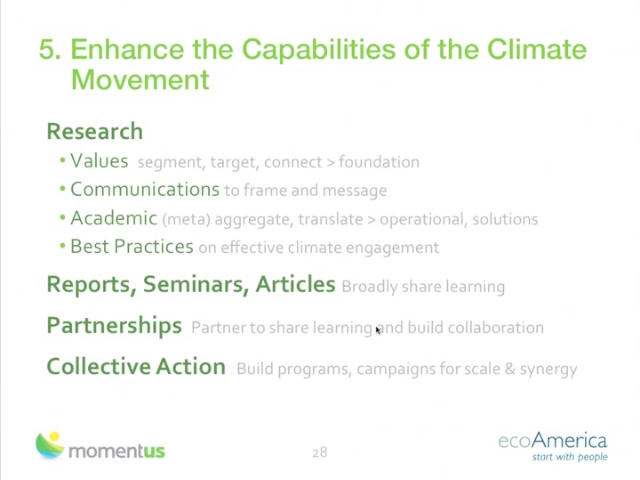 5. Enhance the Capabilities of the Climate
Movement
Research
• Values segment, target, connect > foundation
• Communications to frame and message
• Academic (meta) aggregate, translate > operational, solutions
• Best Practices on effective climate engagement
Reports, Seminars, Articles Broadly share learning
Partnerships Partner to share learning and build collaboration
Collective Action Build programs, campaigns for scale & synergy
momentus
28
ecoAmerica
start with people